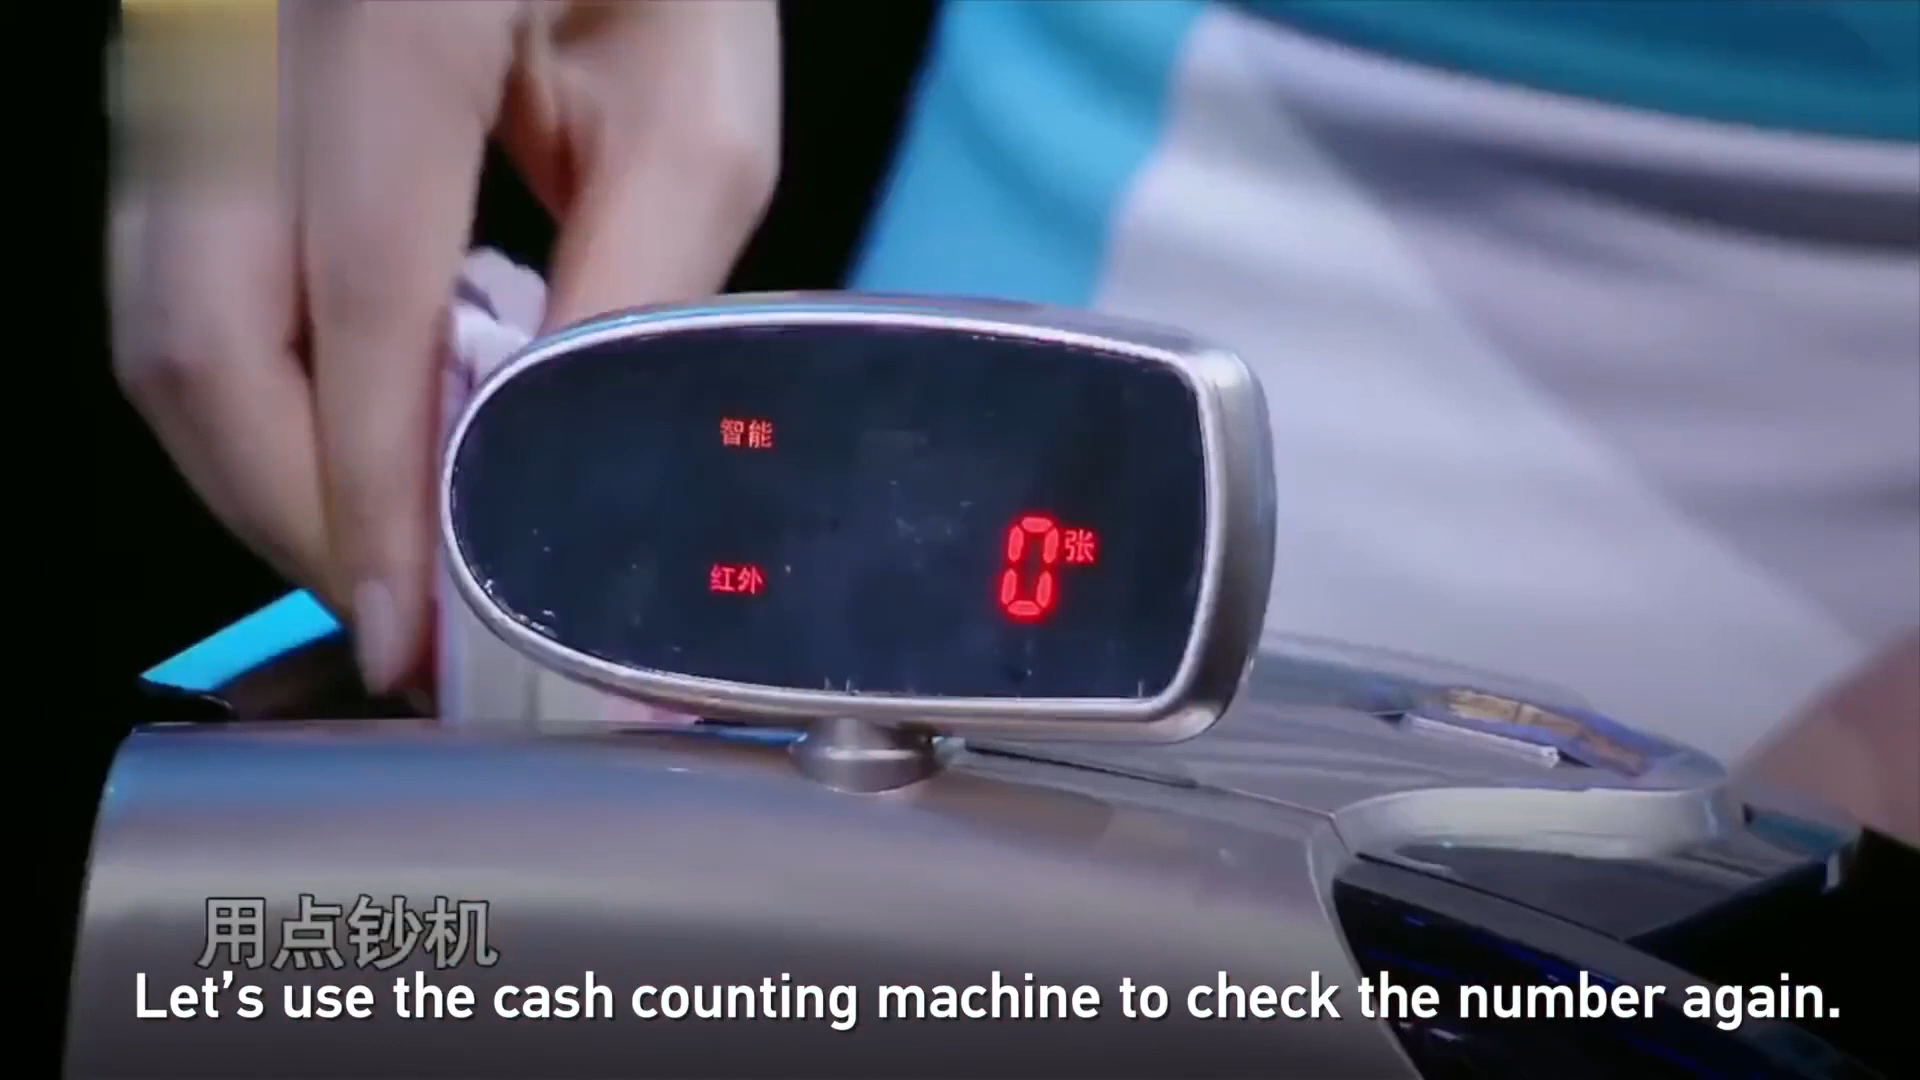 智能
0张
红外
用点钞机
Let's use the cash counting machine to check the number again.